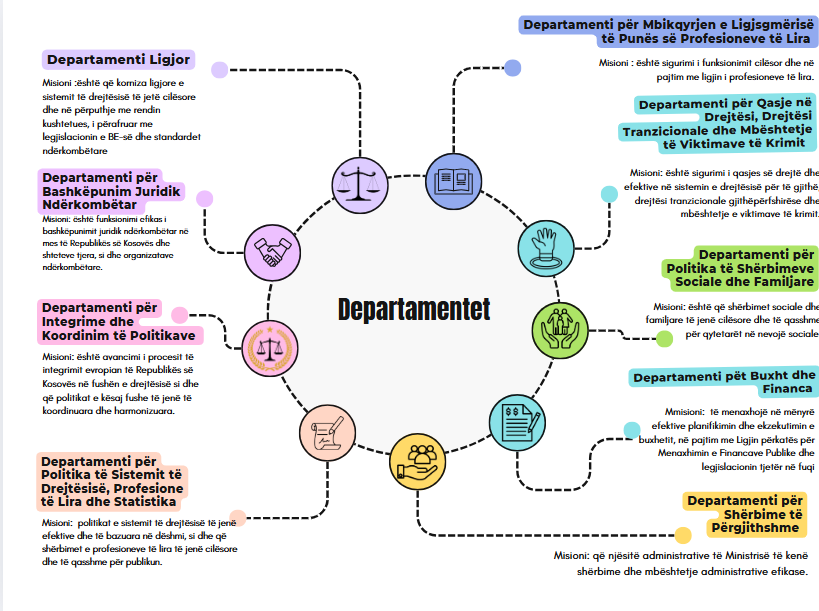 Departamenti Ligjor
Misioni :është që korniza ligjore e
sistemit të drejtësisë të jetë cilësore
dhe në përputhje me rendin
kushtetues, i përafruar me
legjislacionin e BE-së dhe standardet
ndërkombëtare
Departamenti për
Bashkëpunim Juridik
Ndërkombëtar
Misioni: është funksionimi efikas i
bashkëpunimit juridik ndërkombëtar në
mes të Republikës së Kosovës dhe
shteteve tjera, si dhe organizatave
ndërkombëtare.
Departamenti për
Integrime dhe
Koordinim të Politikave
Misioni: është avancimi i procesit të
integrimit evropian të Republikës së
Kosovës në fushën e drejtësisë si dhe
që politikat e kësaj fushe të jenë të
koordinuara dhe harmonizuara.
Departamenti për
Politika të Sistemit të
Drejtësisë, Profesione
të Lira dhe Statistika
Misioni:  politikat e sistemit të drejtësisë të jenë
efektive dhe të bazuara në dëshmi, si dhe që
shërbimet e profesioneve të lira të jenë cilësore
dhe të qasshme për publikun.
Departamentet
Departamenti për Mbikqyrjen e Ligjsgmërisë
të Punës së Profesioneve të Lira
Misioni : është sigurimi i funksionimit cilësor dhe në
pajtim me ligjin i profesioneve të lira.
Departamenti për Qasje në
Drejtësi, Drejtësi
Tranzicionale dhe Mbështetje
të Viktimave të Krimit
Misioni: është sigurimi i qasjes së drejtë dhe
efektive në sistemin e drejtësisë për të gjithë,
drejtësi tranzicionale gjithëpërfshirëse dhe
mbështetje e viktimave të krimit.
Departamenti për
Politika të Shërbimeve
Sociale dhe Familjare
Misioni: është që shërbimet sociale dhe
familjare të jenë cilësore dhe të qasshme
për qytetarët në nevojë sociale
Departamenti pët Buxht dhe
Financa
Mmisioni:  të menaxhojë në mënyrë
efektive planifikimin dhe ekzekutimin e
buxhetit, në pajtim me Ligjin përkatës për
Menaxhimin e Financave Publike dhe
legjislacionin tjetër në fuqi
Departamenti për
Shërbime të
Përgjithshme
Misioni: që njësitë administrative të Ministrisë të kenë
shërbime dhe mbështetje administrative efikase.